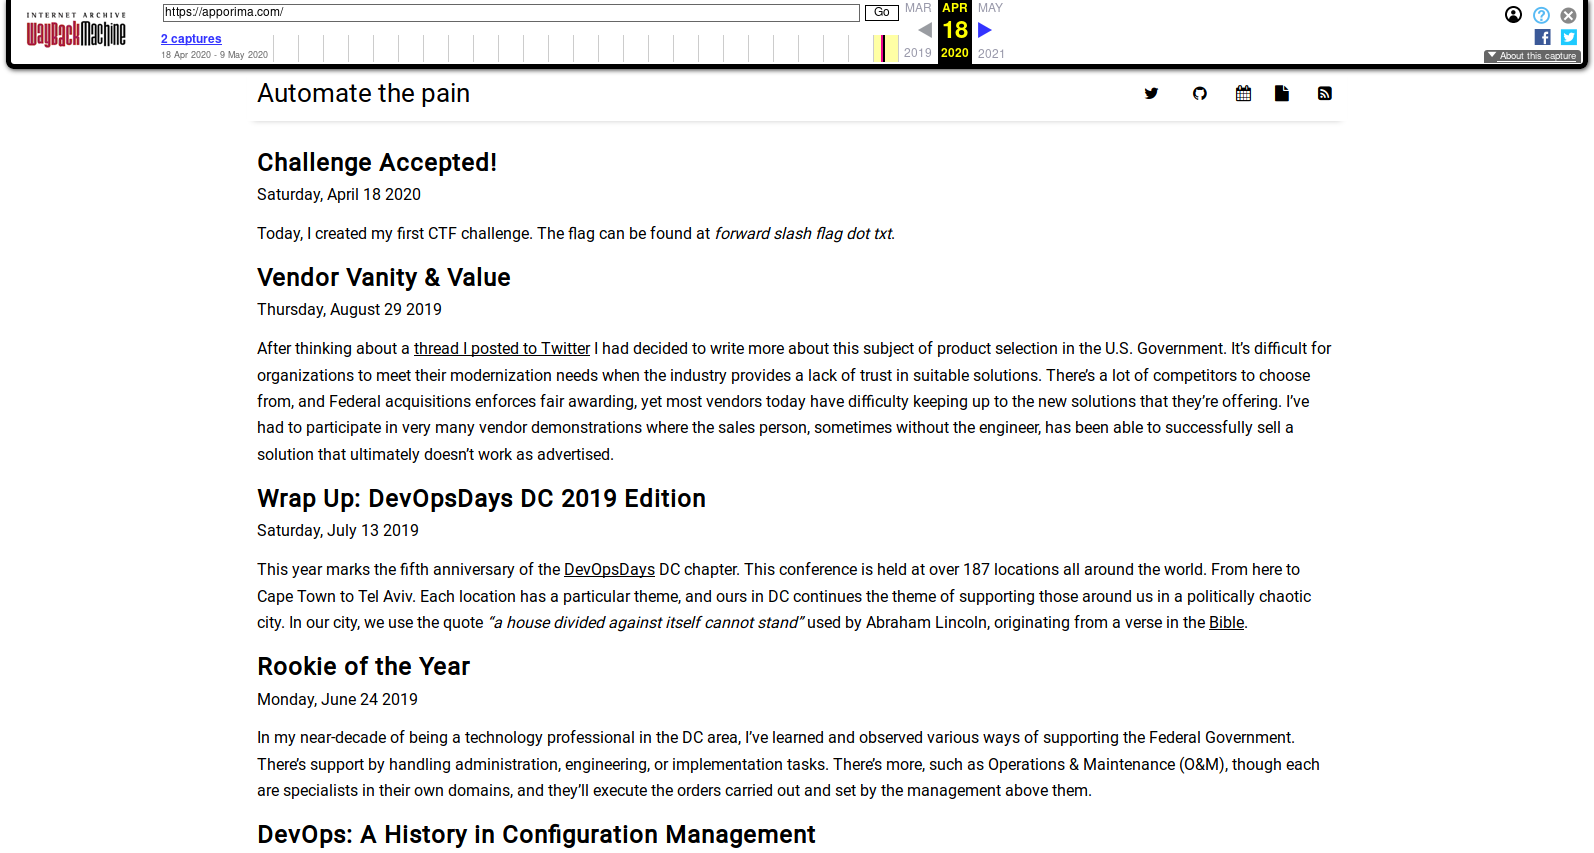 INTERNET ARCHIVE
WayBackMachine
https://apporima.com/
Go
MAR
APR
MAY
18
2 captures
18 Apr 2020 - 9 May 2020
2019
2020
2021
About this capture
Automate the pain
Challenge Accepted!
Saturday, April 18 2020
Today, I created my first CTF challenge. The flag can be found at forward slash flag dot txt.
Vendor Vanity & Value
Thursday, August 29 2019
After thinking about a thread I posted to Twitter I had decided to write more about this subject of product selection in the U.S. Government. It’s difficult for
organizations to meet their modernization needs when the industry provides a lack of trust in suitable solutions. There’s a lot of competitors to choose
from, and Federal acquisitions enforces fair awarding, yet most vendors today have difficulty keeping up to the new solutions that they’re offering. I’ve
had to participate in very many vendor demonstrations where the sales person, sometimes without the engineer, has been able to successfully sell a
solution that ultimately doesn’t work as advertised.
Wrap Up: DevOpsDays DC 2019 Edition
Saturday, July 13 2019
This year marks the fifth anniversary of the DevOpsDays DC chapter. This conference is held at over 187 locations all around the world. From here to
Cape Town to Tel Aviv. Each location has a particular theme, and ours in DC continues the theme of supporting those around us in a politically chaotic
city. In our city, we use the quote “a house divided against itself cannot stand” used by Abraham Lincoln, originating from a verse in the Bible.
Rookie of the Year
Monday, June 24 2019
In my near-decade of being a technology professional in the DC area, I’ve learned and observed various ways of supporting the Federal Government.
There’s support by handling administration, engineering, or implementation tasks. There’s more, such as Operations & Maintenance (O&M), though each
are specialists in their own domains, and they’ll execute the orders carried out and set by the management above them.
DevOps: A History in Configuration Management